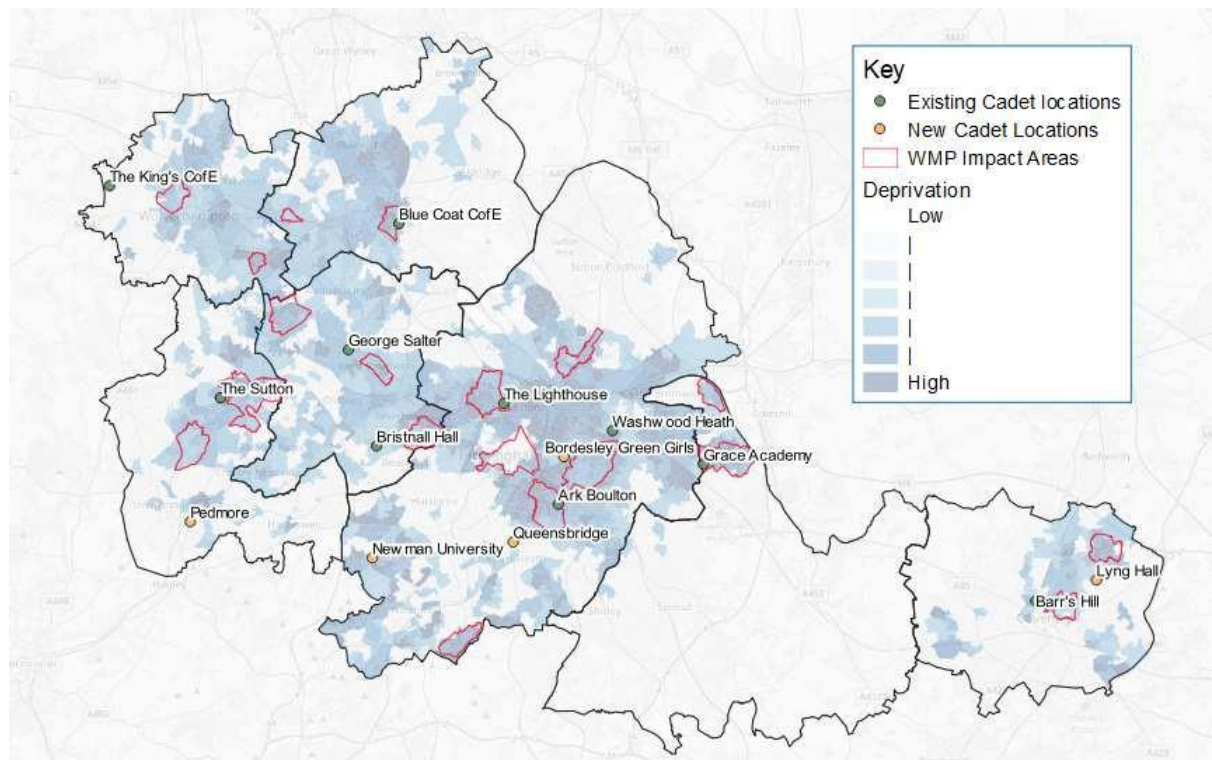 Key
Existing Cadet locations
New Cadet Locations
WMP Impact Areas
Deprivation
Low
|
|
|
|
|
High
The King's CofE
Blue Coat CofE
George Salter
The Sutton
The Lighthouse
Washwood Heath
Bristnall Hall
Bordesley Green Girls
Grace Academy
Ark Boulton
Pedmore
Queensbridge
Newman University
Lyng Hall
Barr's Hill